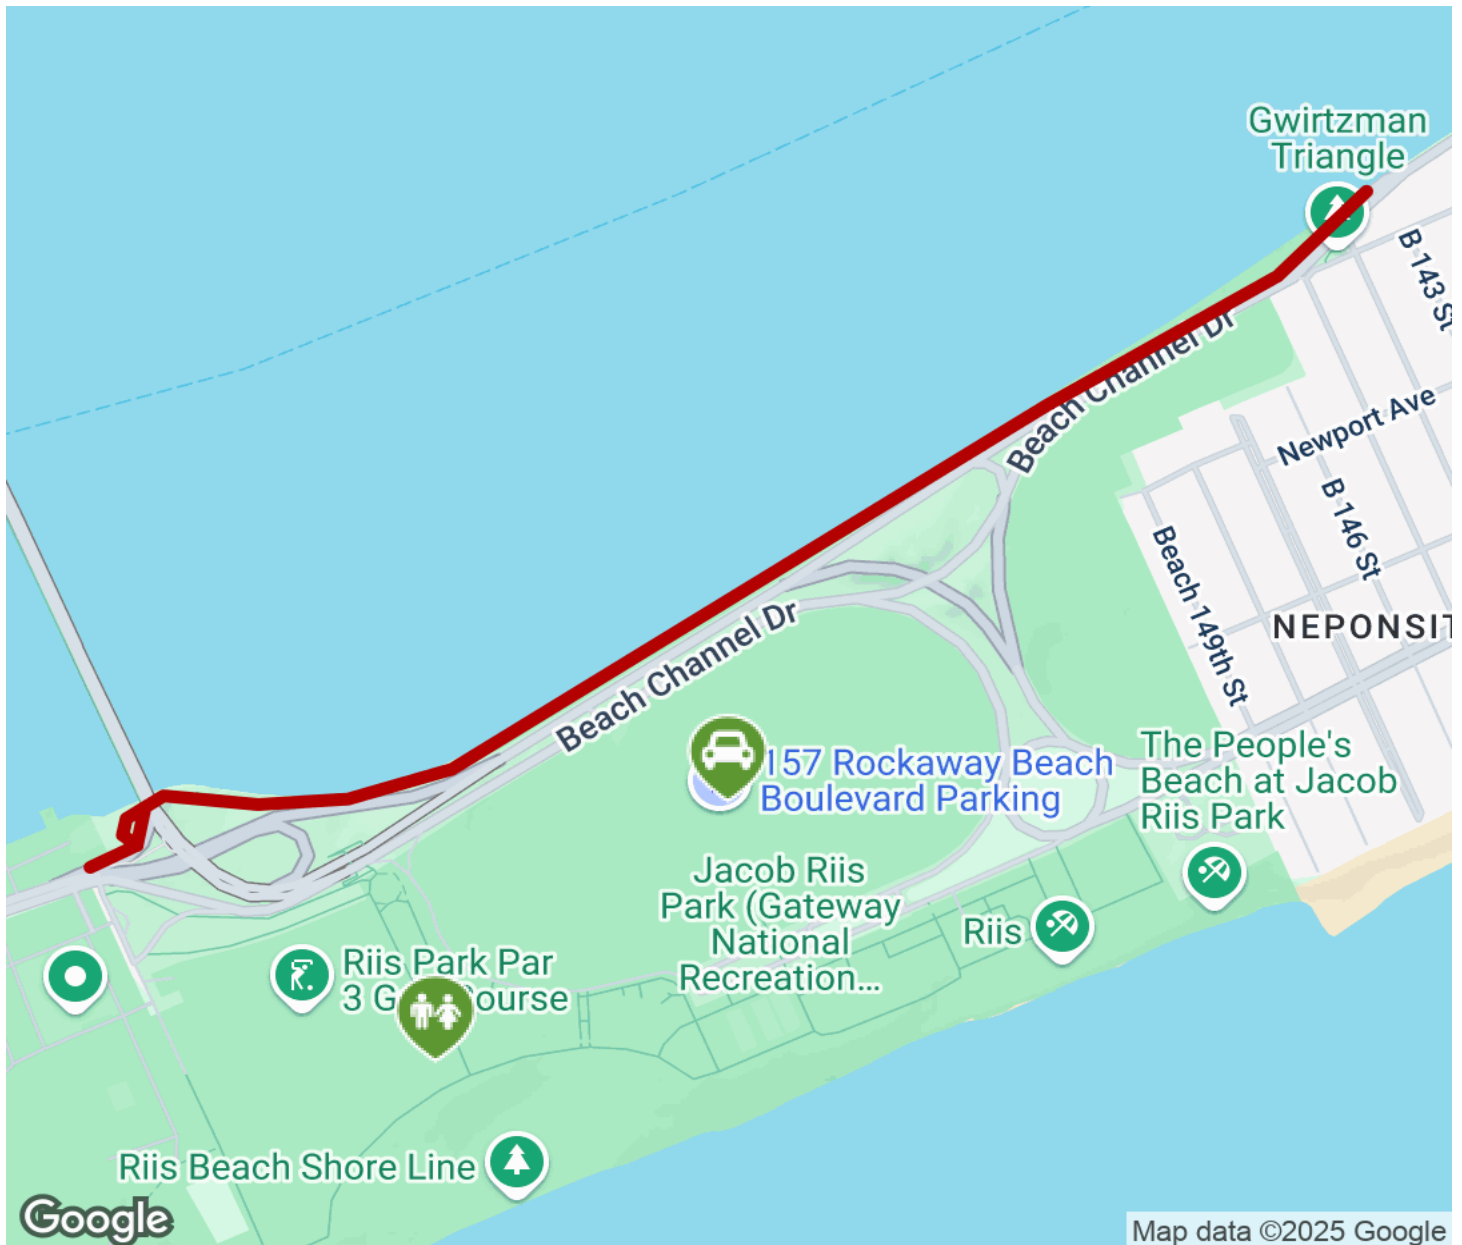 Gwirtzman
Triangle
B 143 St
Beach Channel Dr
Newport Ave
B 146 St
Beach 149th St
NEPONSIT
Beach Channel Dr
157 Rockaway Beach
Boulevard Parking
The People's
Beach at Jacob
Riis Park
Jacob Riis
Park (Gateway
National
Recreation...
Riis
Riis Park Par
3 G ourse
Riis Beach Shore Line
Google
Map data ©2025 Google